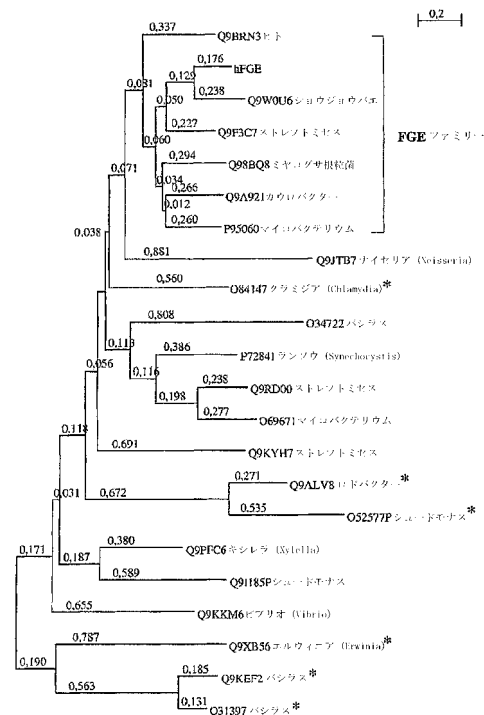 0,2
0,337
Q9BRN3ヒト
0,176
hFGE
0,129
0,081
0,238
Q9W0U6ショウジョウバエ
0,050
0,227
Q9F3C7ストレプトミセス
FGEファミリー
0,060
0,294
Q98BQ8ミヤコグサ根粒菌
0,034
0,071
0,266
Q9A921カウロバクター
0,012
0,260
P95060マイコバクテリウム
0,038
0,881
Q9JTB7ナイセリア (Neisseria)
0,560
O84147クラミジア (Chlamydia)*
0,808
O34722バシラス
0,113
0,386
P72841ランソウ (Synechorystis)
0,056
0,116
0,238
Q9RD00ストレプトミセス
0,198
0,277
O69671マイコバクテリウム
0,118
0,691
Q9KYH7ストレプトミセス
0,271
Q9ALV8ロドバクター*
0,031
0,672
0,535
O52577Pシュードモナス*
0,380
Q9PFC6キシレラ (Xylella)
0,171
0,187
0,589
Q9I185Pシュードモナス
0,655
Q9KKM6ビブリオ (Vibrio)
0,787
Q9XB56エルウィニア (Erwinia)*
0,190
0,185
Q9KEF2バシラス*
0,563
0,131
O31397バシラス*